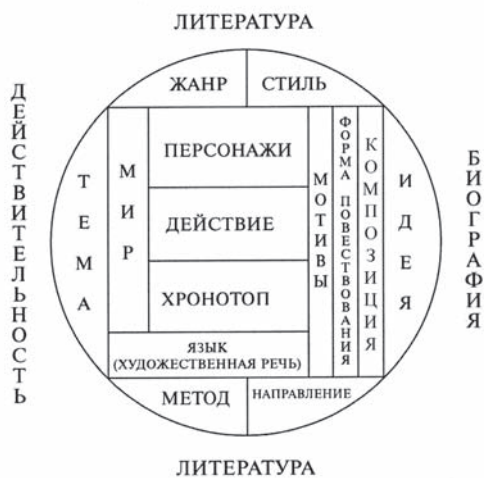 ЛИТЕРАТУРА
ДЕЙСТВИТЕЛЬНОСТЬ
ЖАНР
СТИЛЬ
ТЕМА
МИР
ПЕРСОНАЖИ
ДЕЙСТВИЕ
ХРОНОТОП
ЯЗЫК
(ХУДОЖЕСТВЕННАЯ РЕЧЬ)
МОТИВЫ
ФОРМА ПОВЕСТВОВАНИЯ
КОМПОЗИЦИЯ
ИДЕЯ
БИОГРАФИЯ
МЕТОД
НАПРАВЛЕНИЕ
ЛИТЕРАТУРА